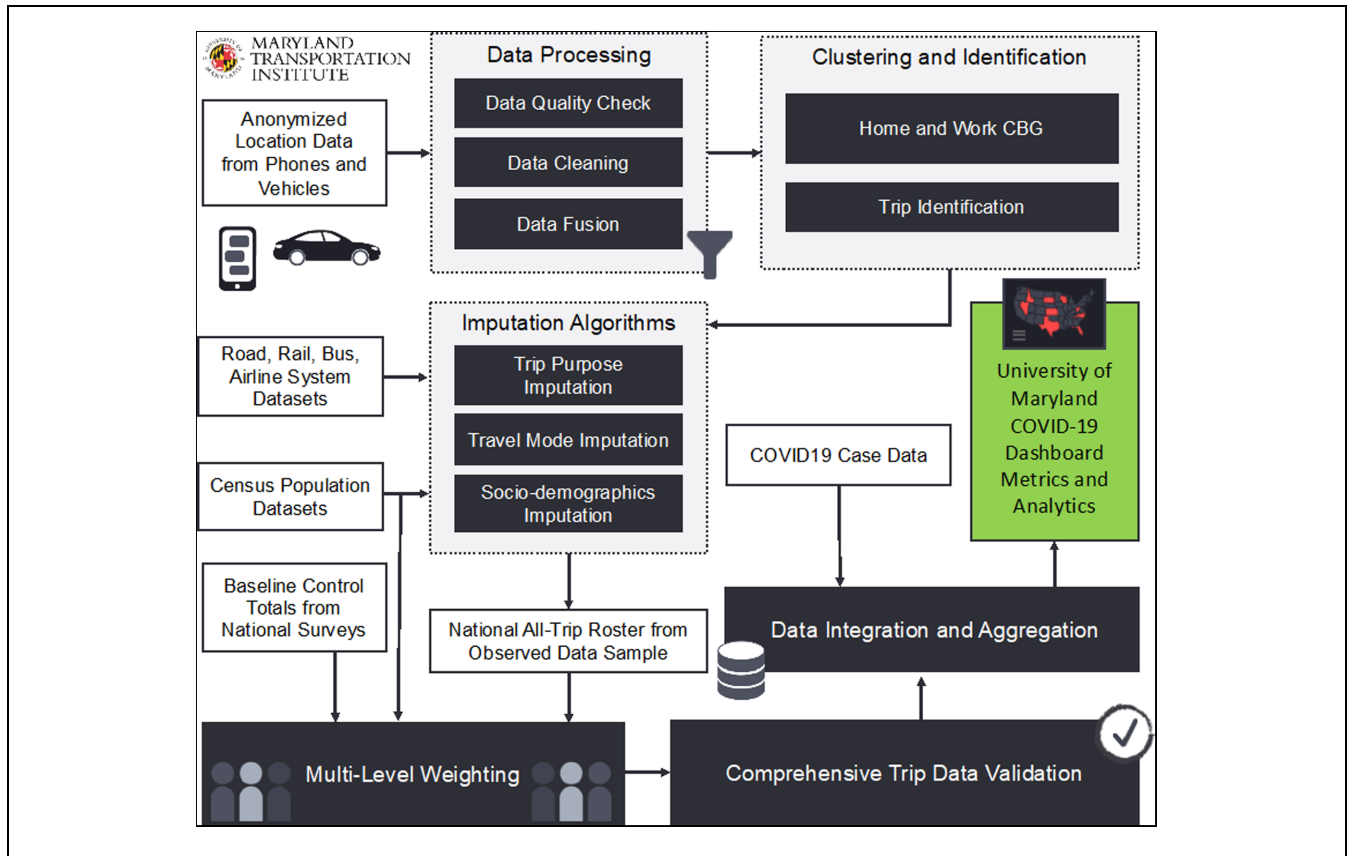 MARYLAND
TRANSPORTATION
INSTITUTE
Anonymized
Location Data
from Phones and
Vehicles
Data Processing
Data Quality Check
Data Cleaning
Data Fusion
Clustering and Identification
Home and Work CBG
Trip Identification
Road, Rail, Bus,
Airline System
Datasets
Census Population
Datasets
Baseline Control
Totals from
National Surveys
Imputation Algorithms
Trip Purpose
Imputation
Travel Mode Imputation
Socio-demographics
Imputation
National All-Trip Roster from
Observed Data Sample
COVID19 Case Data
University of
Maryland
COVID-19
Dashboard
Metrics and
Analytics
Data Integration and Aggregation
Multi-Level Weighting
Comprehensive Trip Data Validation